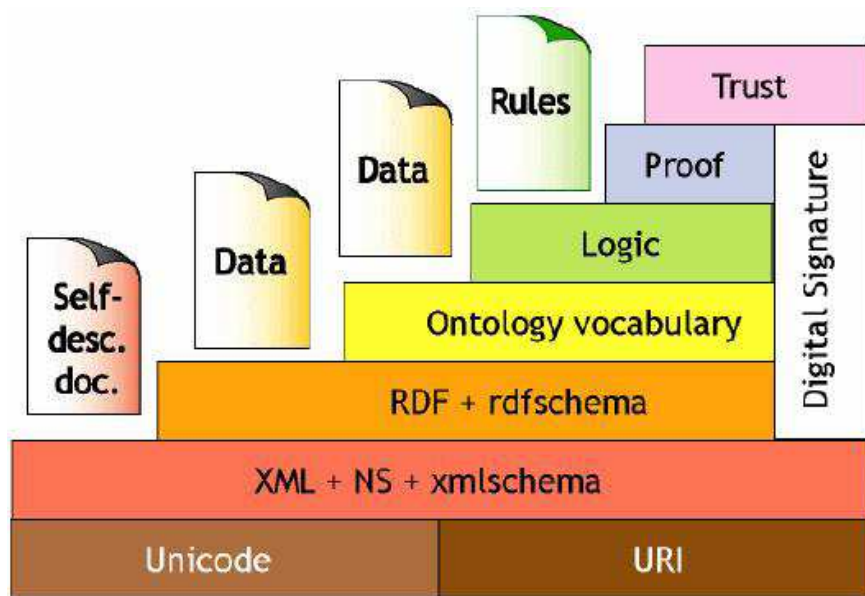 Rules
Trust
Data
Proof
Data
Logic
Self-
desc.
doc.
Ontology vocabulary
Digital Signature
RDF + rdfschema
XML + NS + xmlschema
Unicode
URI